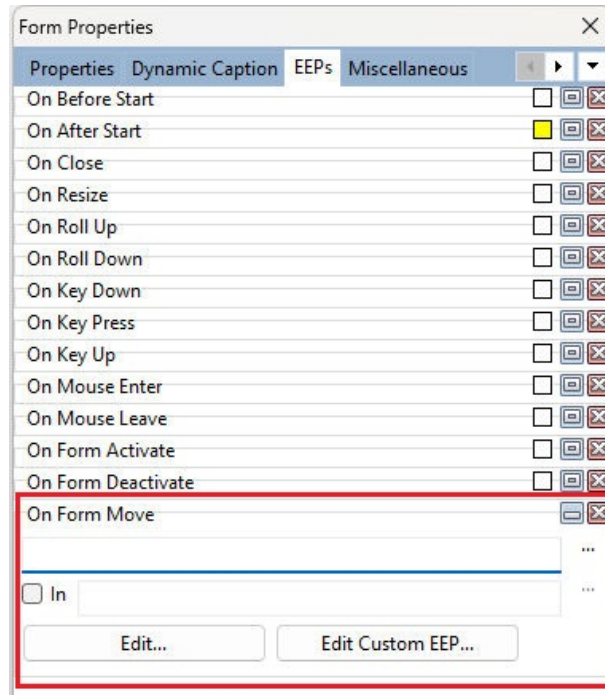 Form Properties
Properties Dynamic Caption EEPs Miscellaneous
On Before Start
On After Start
On Close
On Resize
On Roll Up
On Roll Down
On Key Down
On Key Press
On Key Up
On Mouse Enter
On Mouse Leave
On Form Activate
On Form Deactivate
On Form Move
...
In ...
Edit... Edit Custom EEP...